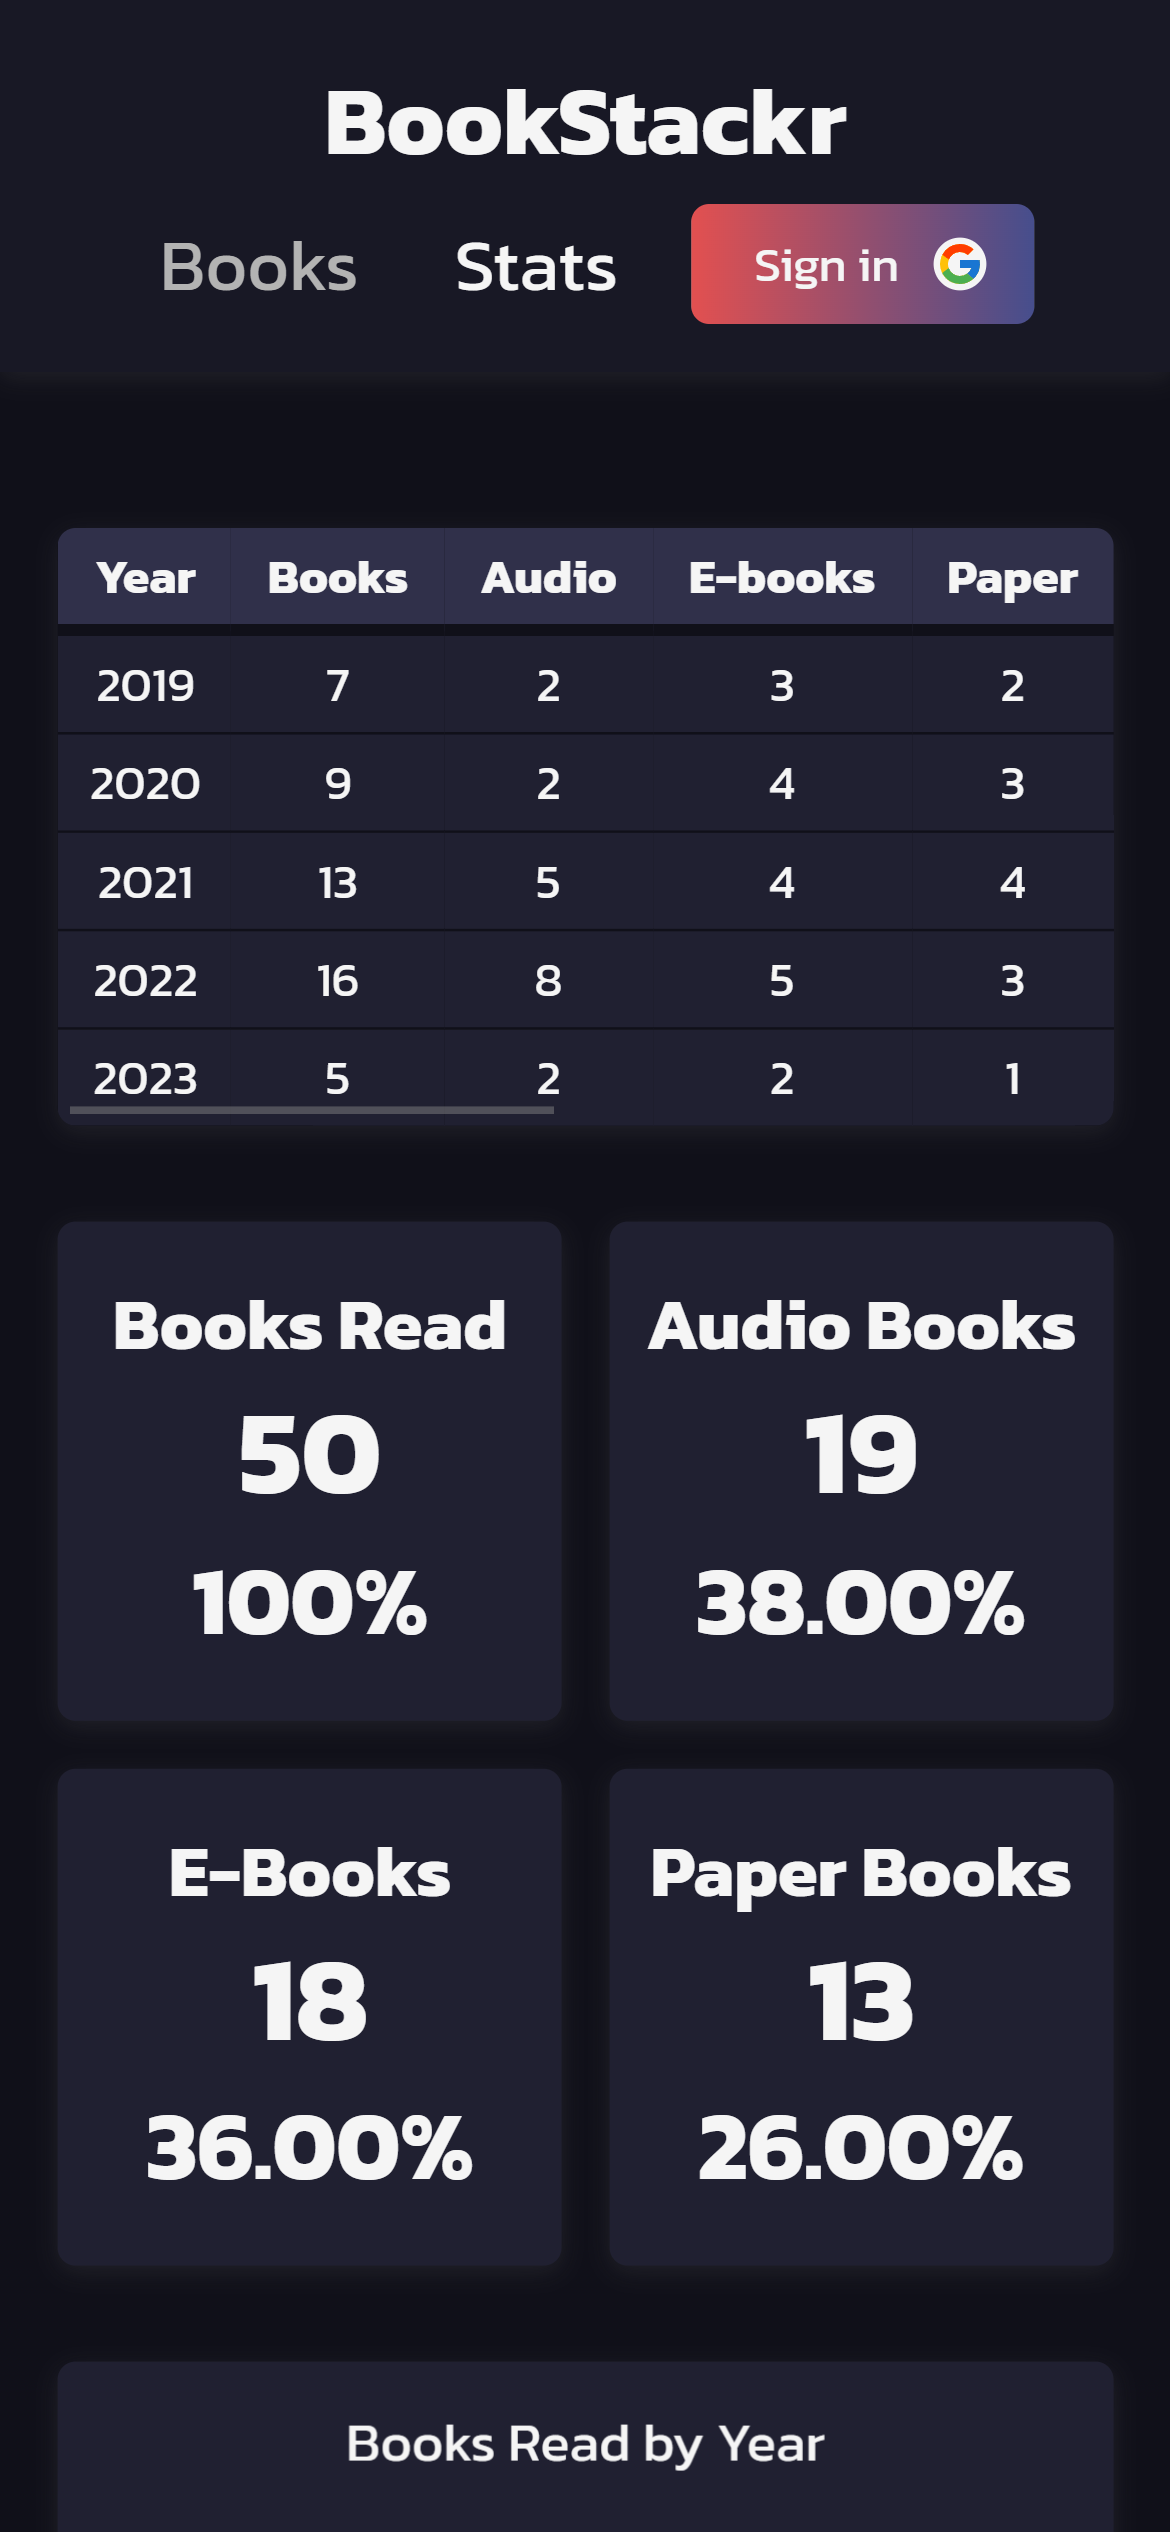 BookStackr
Books Stats Sign in
Year Books Audio E-books Paper
2019 7 2 3 2
2020 9 2 4 3
2021 13 5 4 4
2022 16 8 5 3
2023 5 2 2 1
Books Read Audio Books
50 19
100% 38.00%
E-Books Paper Books
18 13
36.00% 26.00%
Books Read by Year